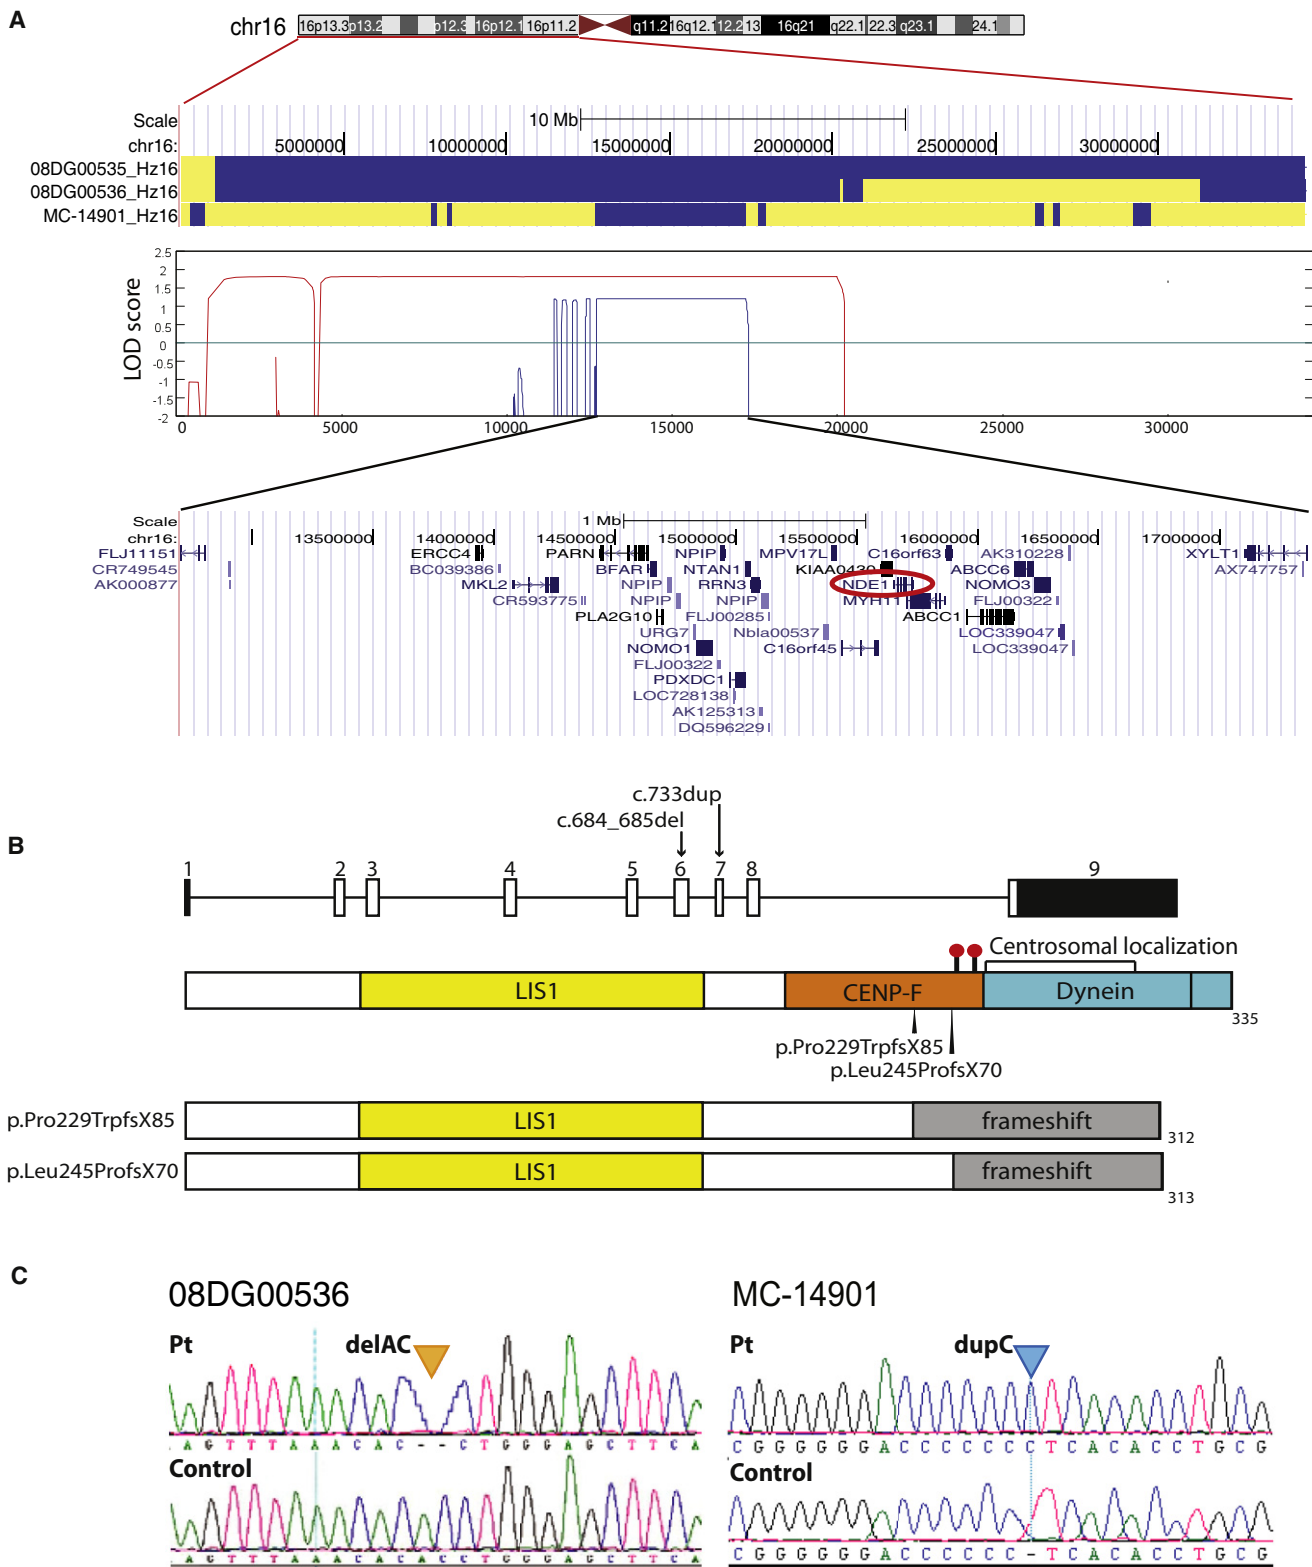 A
chr16 16p13.3 p13.2 p12.3 16p12.1 16p11.2 q11.2 16q12.1 12.2 13 16q21 q22.1 22.3 q23.1 24.1
Scale 10 Mb
chr16: 5000000 10000000 15000000 20000000 25000000 30000000
08DG00535_Hz16
08DG00536_Hz16
MC-14901_Hz16
LOD score
2.5
2
1.5
1
0.5
0
-0.5
-1
-1.5
-2
0 5000 10000 15000 20000 25000 30000
Scale 1 Mb
chr16: 13500000 14000000 14500000 15000000 15500000 16000000 16500000 17000000
FLJ11151 ERCC4 PARN NPIP MPV17L C16orf63 AK310228 XYLT1
CR749545 BC039386 BFAR NTAN1 KIAA0430 ABCC6 AX747757
AK000877 MKL2 NPIP RRN3 NDE1 NOMO3
CR593775 NPIP NPIP MYH11 FLJ00322
PLA2G10 FLJ00285 ABCC1
URG7 Nbla00537 LOC339047
NOMO1 C16orf45 LOC339047
FLJ00322
PDXDC1
LOC728138
AK125313
DQ596229
B
c.733dup
c.684_685del
1 2 3 4 5 6 7 8 9
Centrosomal localization
LIS1 CENP-F Dynein
335
p.Pro229TrpfsX85
p.Leu245ProfsX70
p.Pro229TrpfsX85 LIS1 frameshift
312
p.Leu245ProfsX70 LIS1 frameshift
313
C
08DG00536 MC-14901
Pt delAC Pt dupC
A G T T T A A A C A C - - C T G G G A G C T T C A
C G G G G G G A C C C C C C C T C A C A C C T G C G
Control Control
A G T T T A A A C A C A C C T G G G A G C T T C A
C G G G G G G A C C C C C C - T C A C A C C T G C G